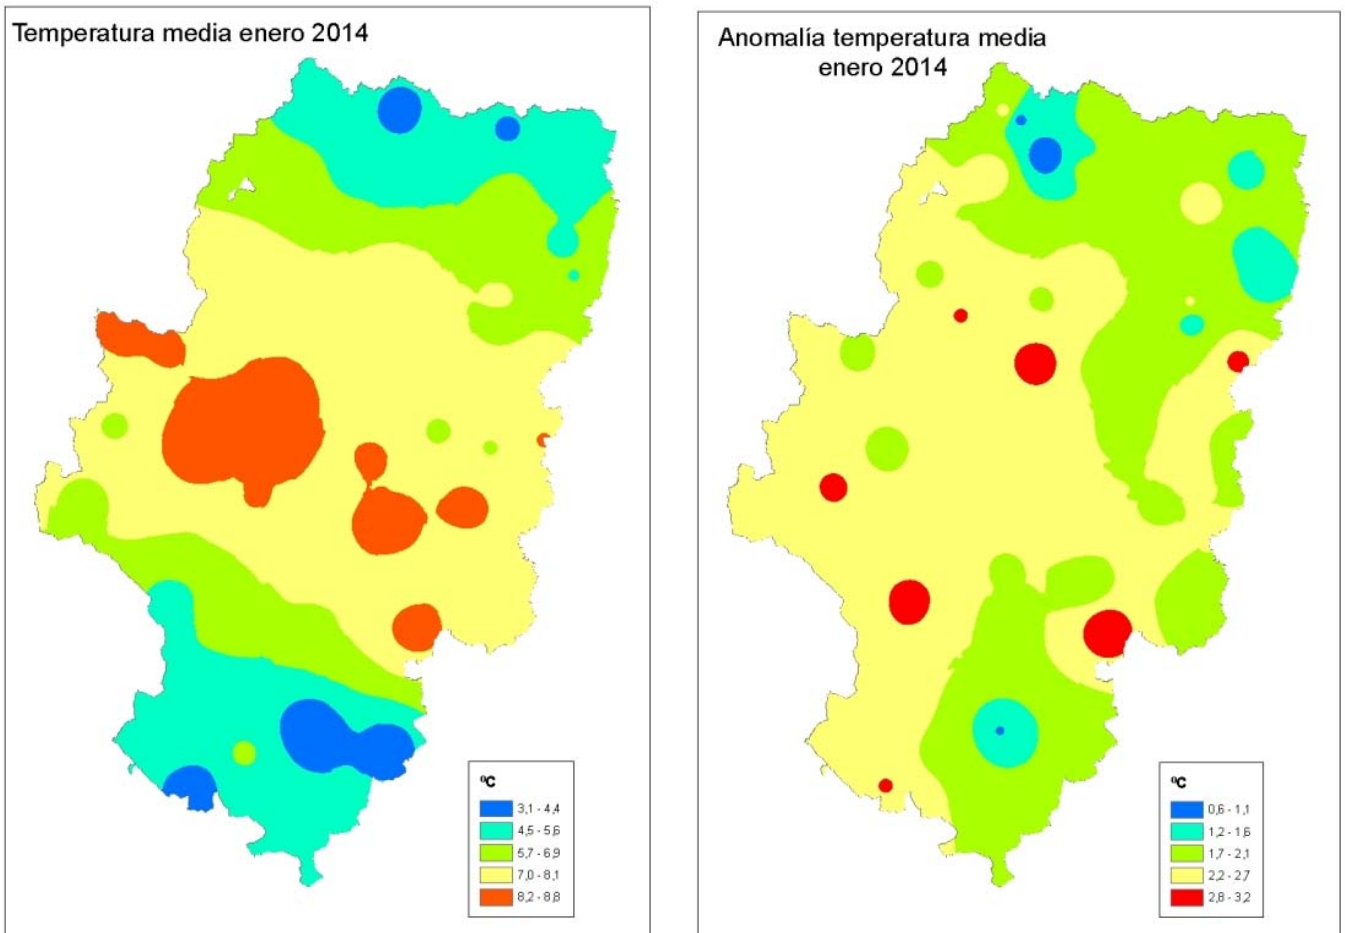 Temperatura media enero 2014
ºC
3,1 - 4,4
4,5 - 5,6
5,7 - 6,9
7,0 - 8,1
8,2 - 8,8
Anomalía temperatura media
enero 2014
ºC
0,6 - 1,1
1,2 - 1,6
1,7 - 2,1
2,2 - 2,7
2,8 - 3,2